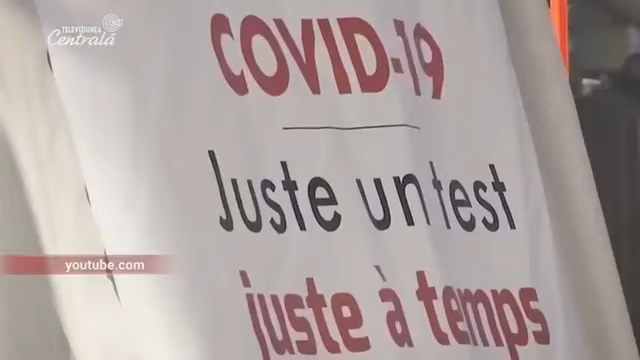 TELEVIZIUNEA
Centrală
COVID-19
Juste un test
juste à temps
youtube.com